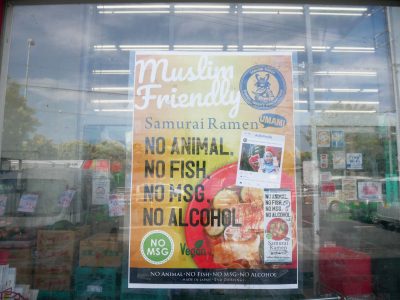 Muslim
Friendly
Samurai Ramen
UMAMI
NO ANIMAL.
NO FISH.
NO MSG.
NO ALCOHOL.
NO
MSG
Vegan
NO ANIMAL.
NO FISH.
NO MSG.
NO ALCOHOL.
Samurai
Ramen
NO ANIMAL・NO FISH・NO MSG・NO ALCOHOL